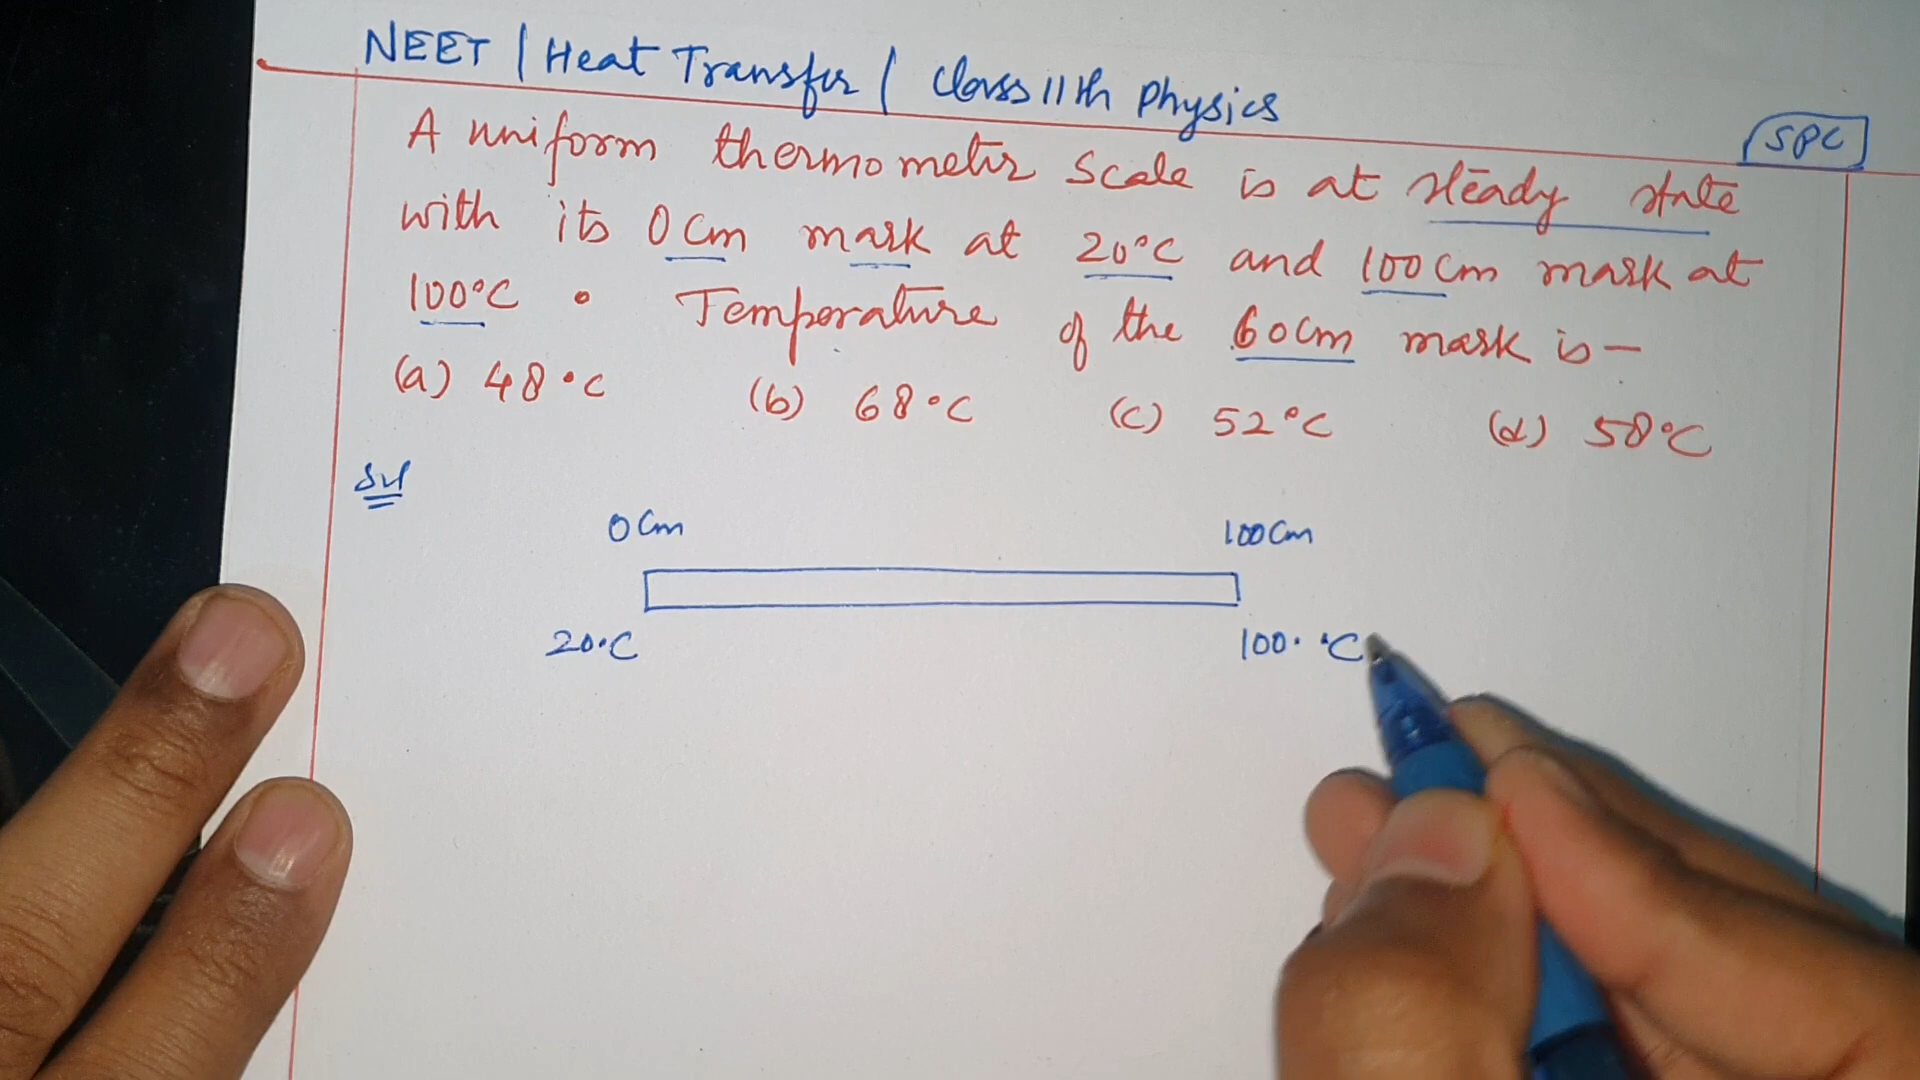 NEET | Heat Transfer / Class 11th Physics
SPC
A uniform thermometer scale is at steady state
with its 0 cm mark at 20°C and 100 cm mark at
100°C. Temperature of the 60 cm mark is —
(a) 48°C (b) 68°C (c) 52°C (d) 58°C
Sol
0 cm 100 cm
20°C 100. °C